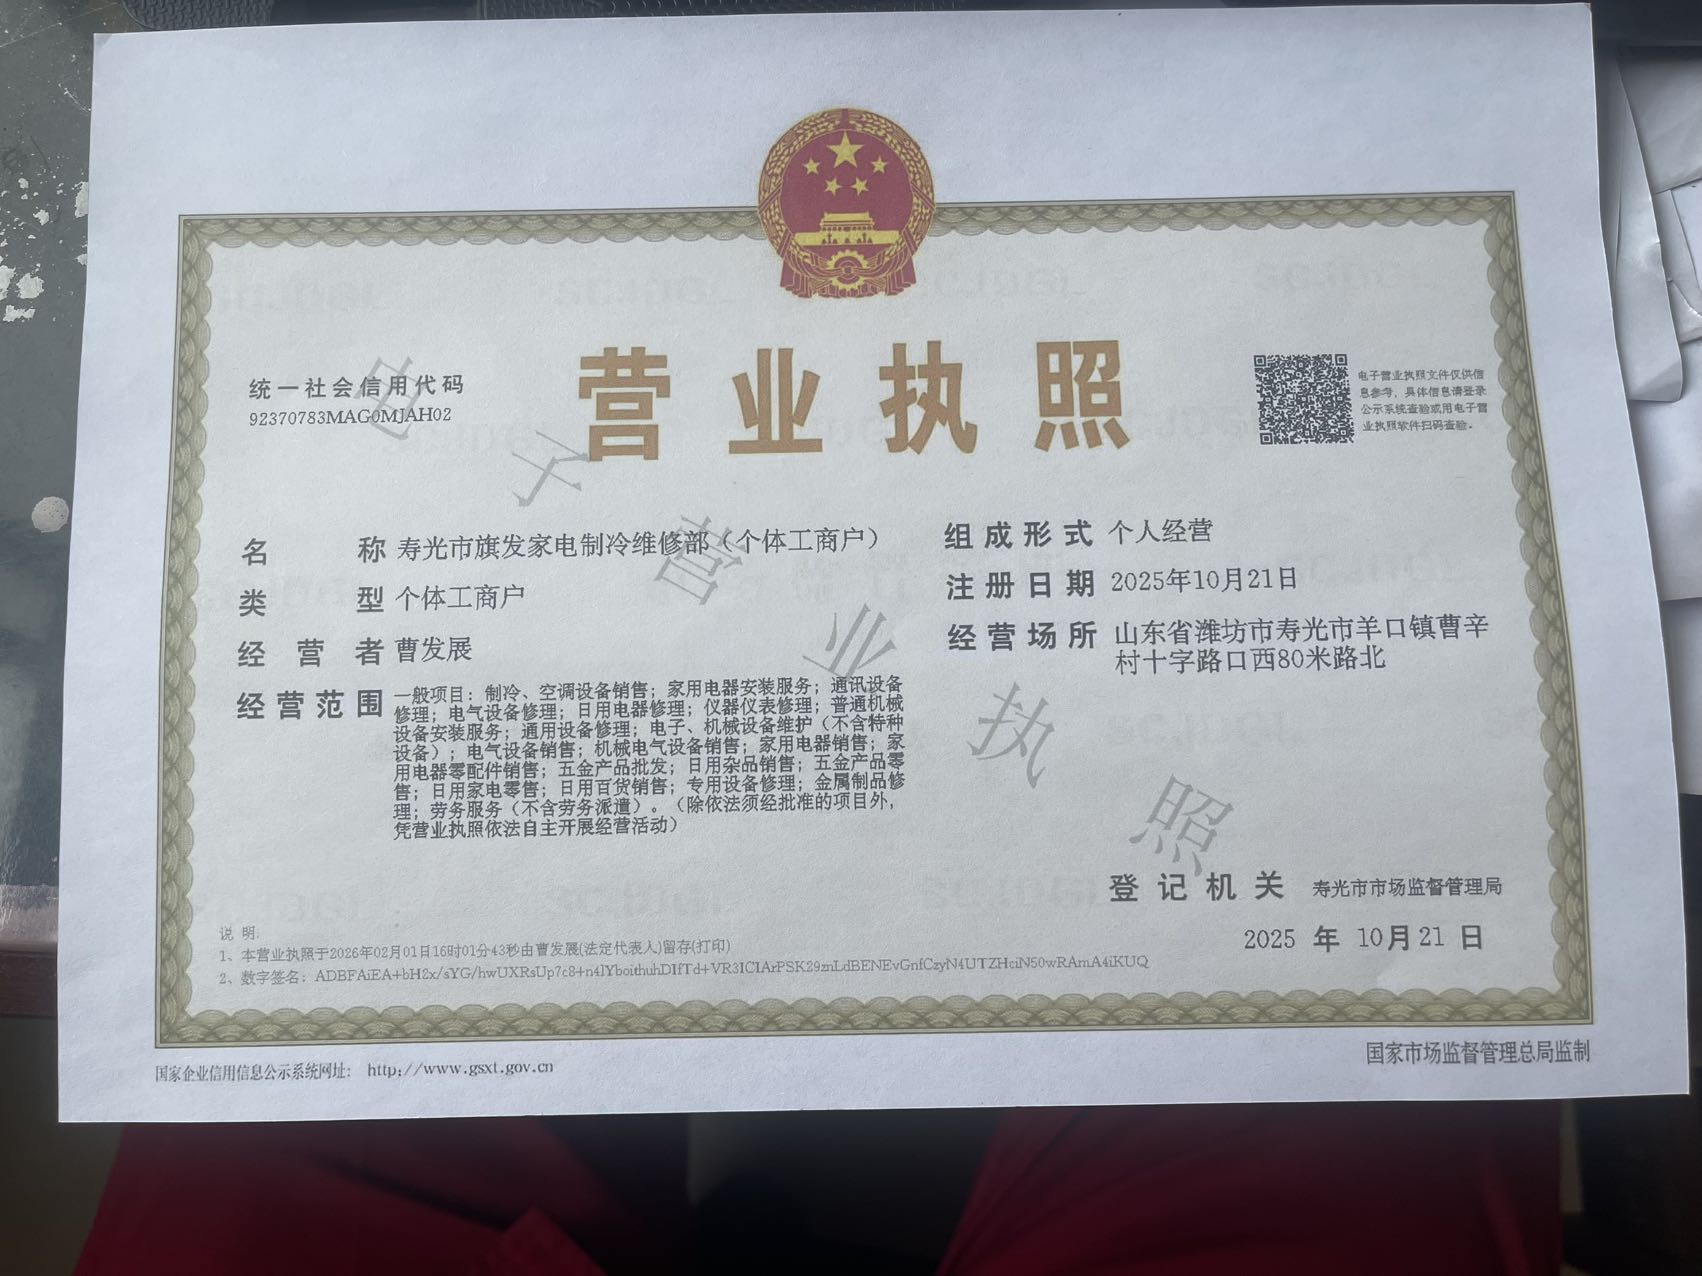 统一社会信用代码
92370783MAG0MJAH02
营业执照
电子营业执照文件仅供信
息参考，具体信息请登录
公示系统查验或用电子营
业执照软件扫码查验。
名称 寿光市旗发家电制冷维修部（个体工商户）
类型 个体工商户
经营者 曹发展
经营范围 一般项目：制冷、空调设备销售；家用电器安装服务；通讯设备
修理；电气设备修理；日用电器修理；仪器仪表修理；普通机械
设备安装服务；通用设备修理；电子、机械设备维护（不含特种
设备）；电气设备销售；机械电气设备销售；家用电器销售；家
用电器零配件销售；五金产品批发；日用杂品销售；五金产品零
售；日用家电零售；日用百货销售；专用设备修理；金属制品修
理；劳务服务（不含劳务派遣）。（除依法须经批准的项目外，
凭营业执照依法自主开展经营活动）
组成形式 个人经营
注册日期 2025年10月21日
经营场所 山东省潍坊市寿光市羊口镇曹辛
村十字路口西80米路北
电子营业执照
登记机关 寿光市市场监督管理局
2025 年 10月 21 日
说明:
1、本营业执照于2026年02月01日16时01分43秒由曹发展(法定代表人)留存(打印)
2、数字签名：
国家企业信用信息公示系统网址： http://www.gsxt.gov.cn
国家市场监督管理总局监制